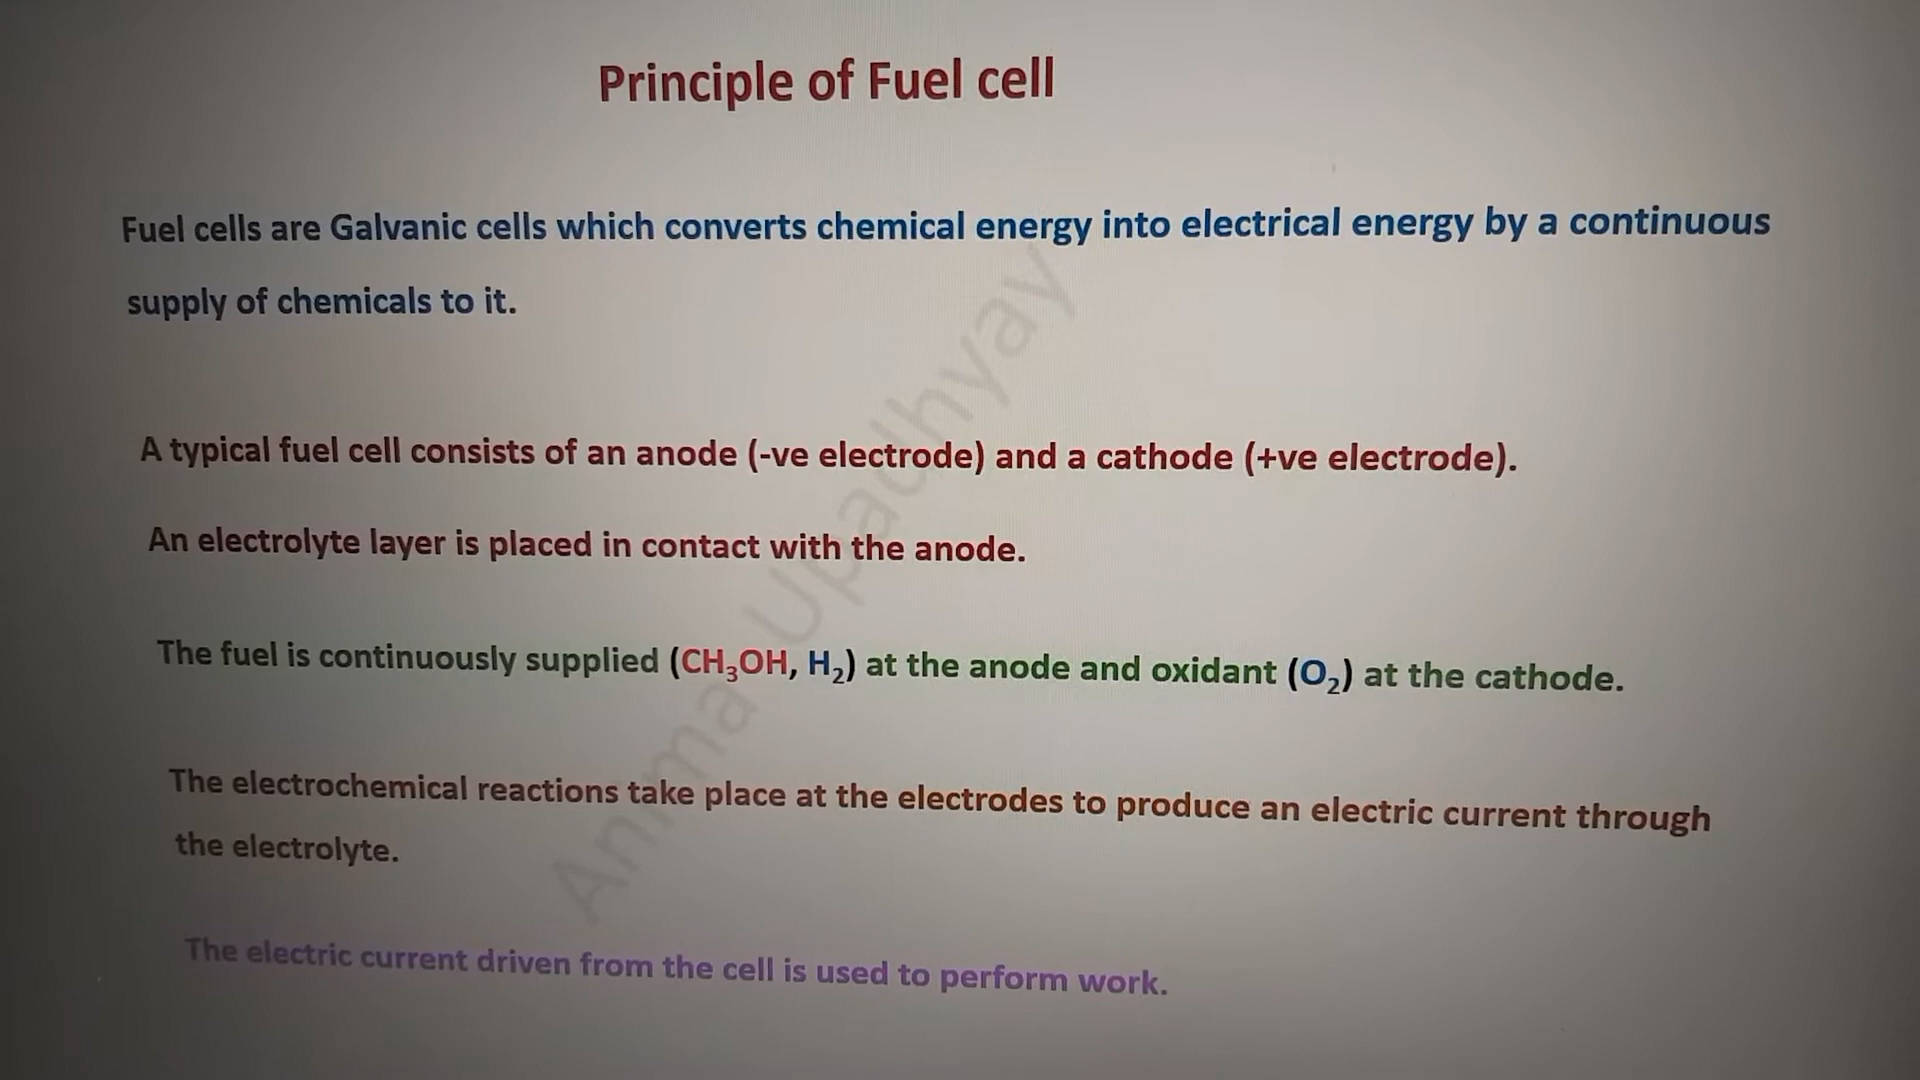 Principle of Fuel cell
Fuel cells are Galvanic cells which converts chemical energy into electrical energy by a continuous
supply of chemicals to it.
A typical fuel cell consists of an anode (-ve electrode) and a cathode (+ve electrode).
An electrolyte layer is placed in contact with the anode.
The fuel is continuously supplied (CH₃OH, H₂) at the anode and oxidant (O₂) at the cathode.
The electrochemical reactions take place at the electrodes to produce an electric current through
the electrolyte.
The electric current driven from the cell is used to perform work.
Anima Upadhyay